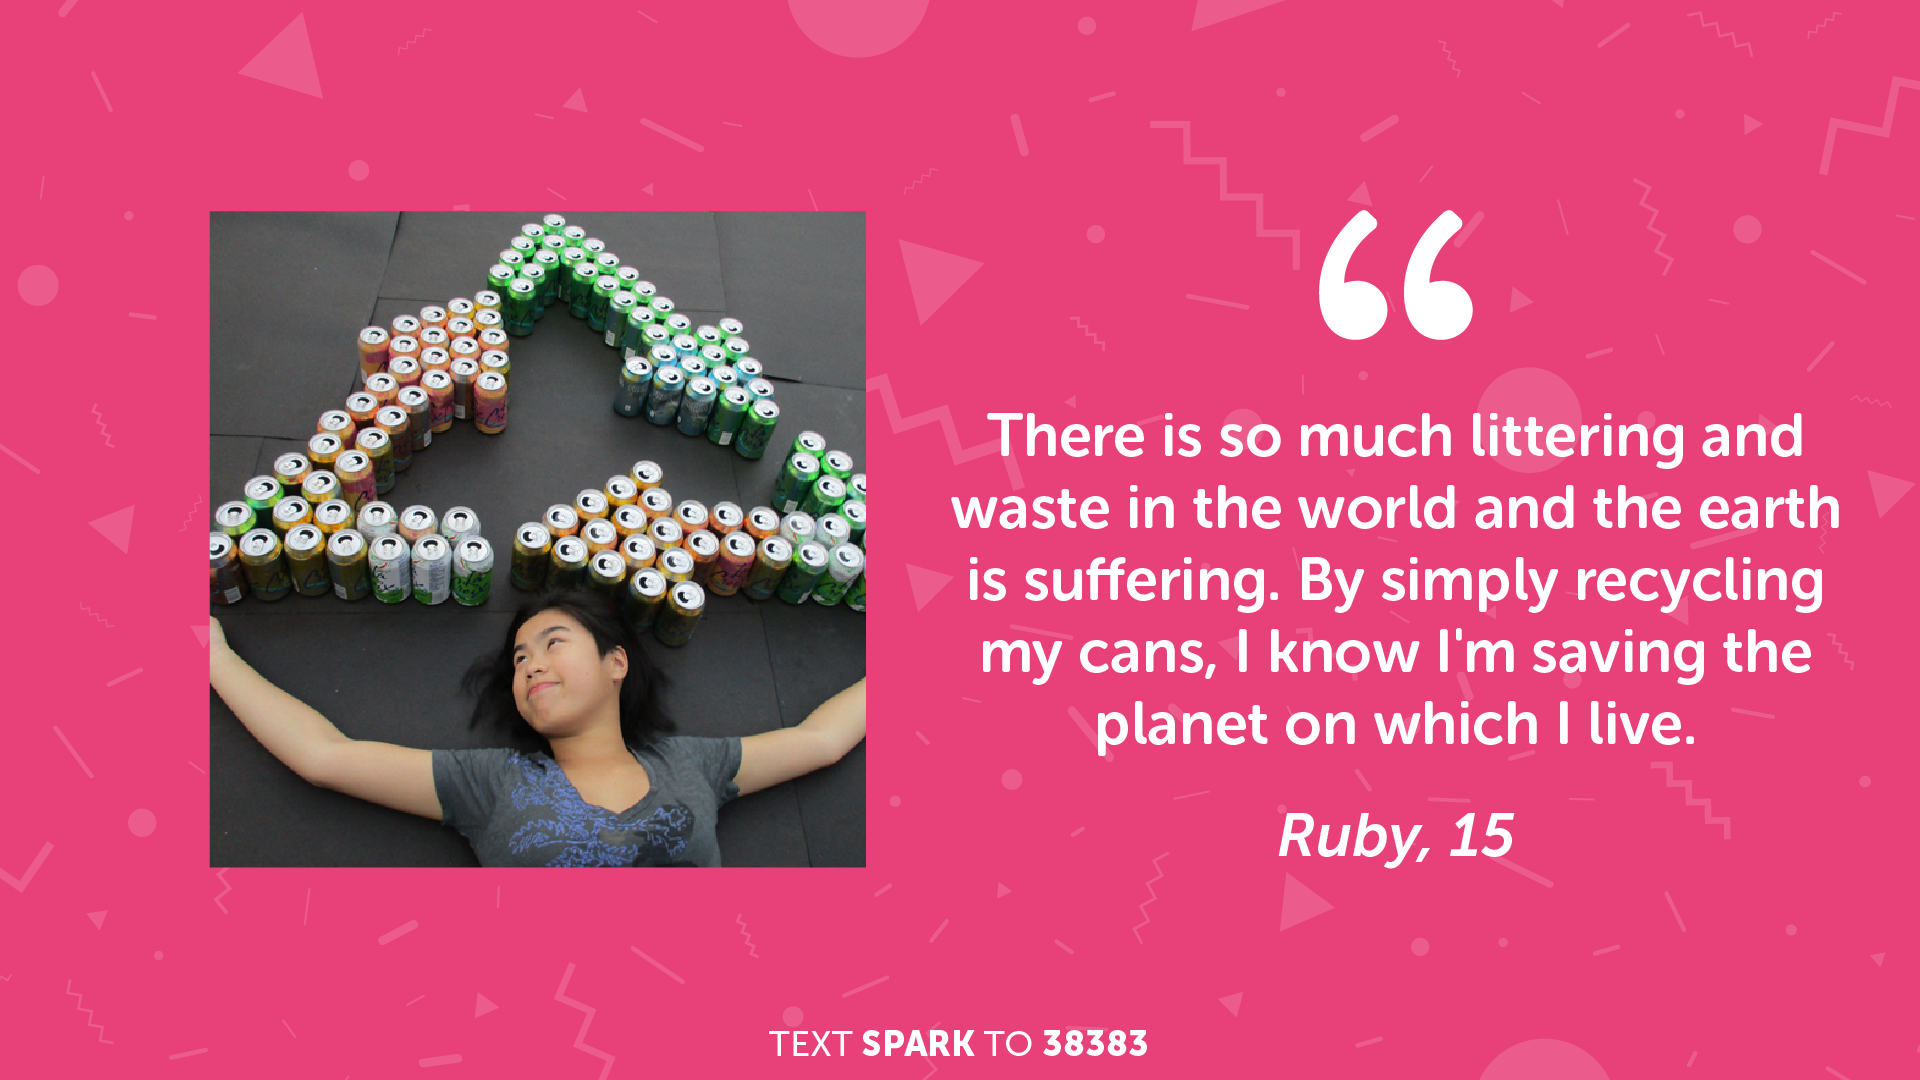 There is so much littering and
waste in the world and the earth
is suffering. By simply recycling
my cans, I know I'm saving the
planet on which I live.
Ruby, 15
TEXT SPARK TO 38383